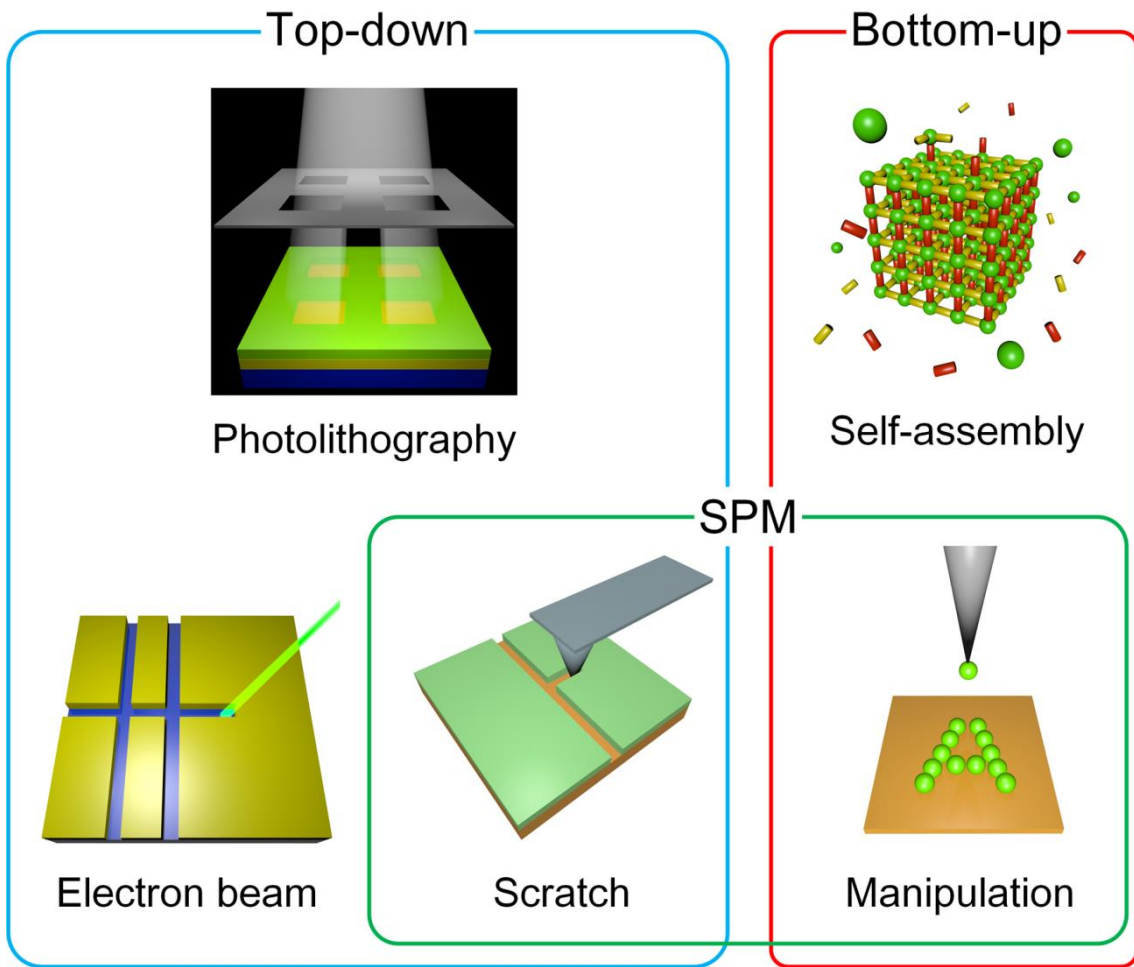 Top-down
Bottom-up
Photolithography
Self-assembly
SPM
Electron beam
Scratch
Manipulation